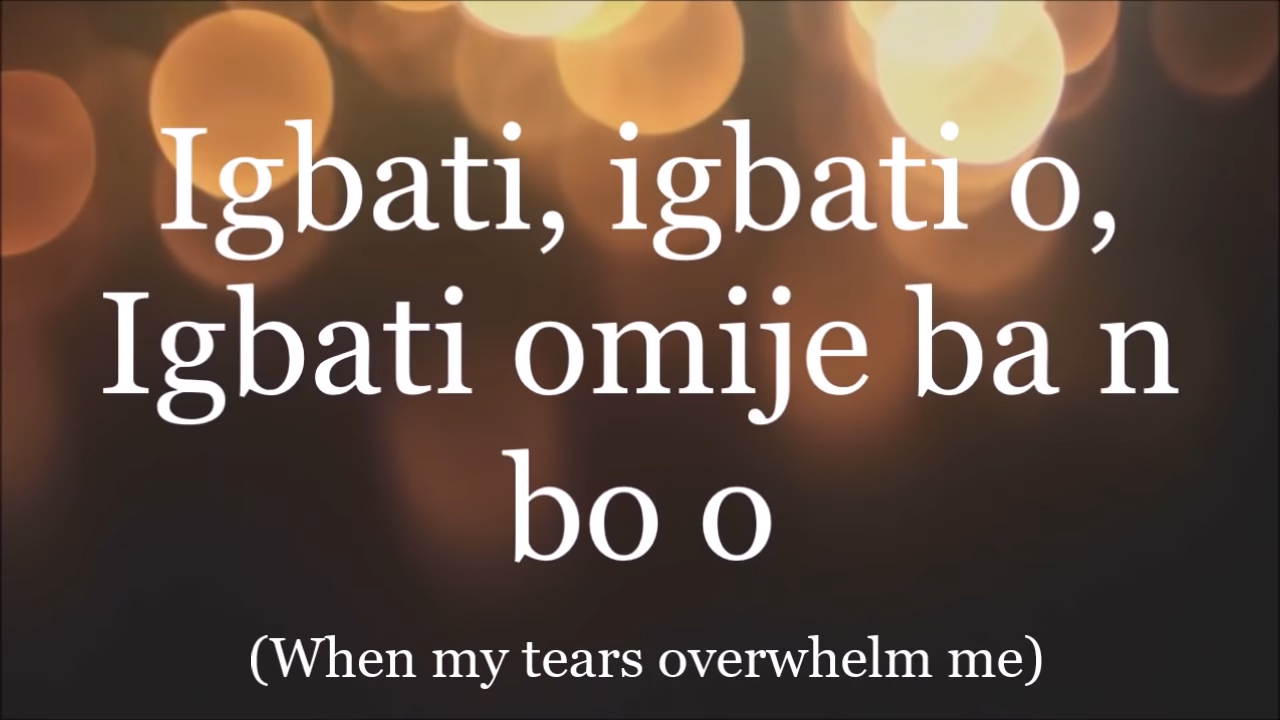 Igbati, igbati o,
Igbati omije ba n
bo o
(When my tears overwhelm me)